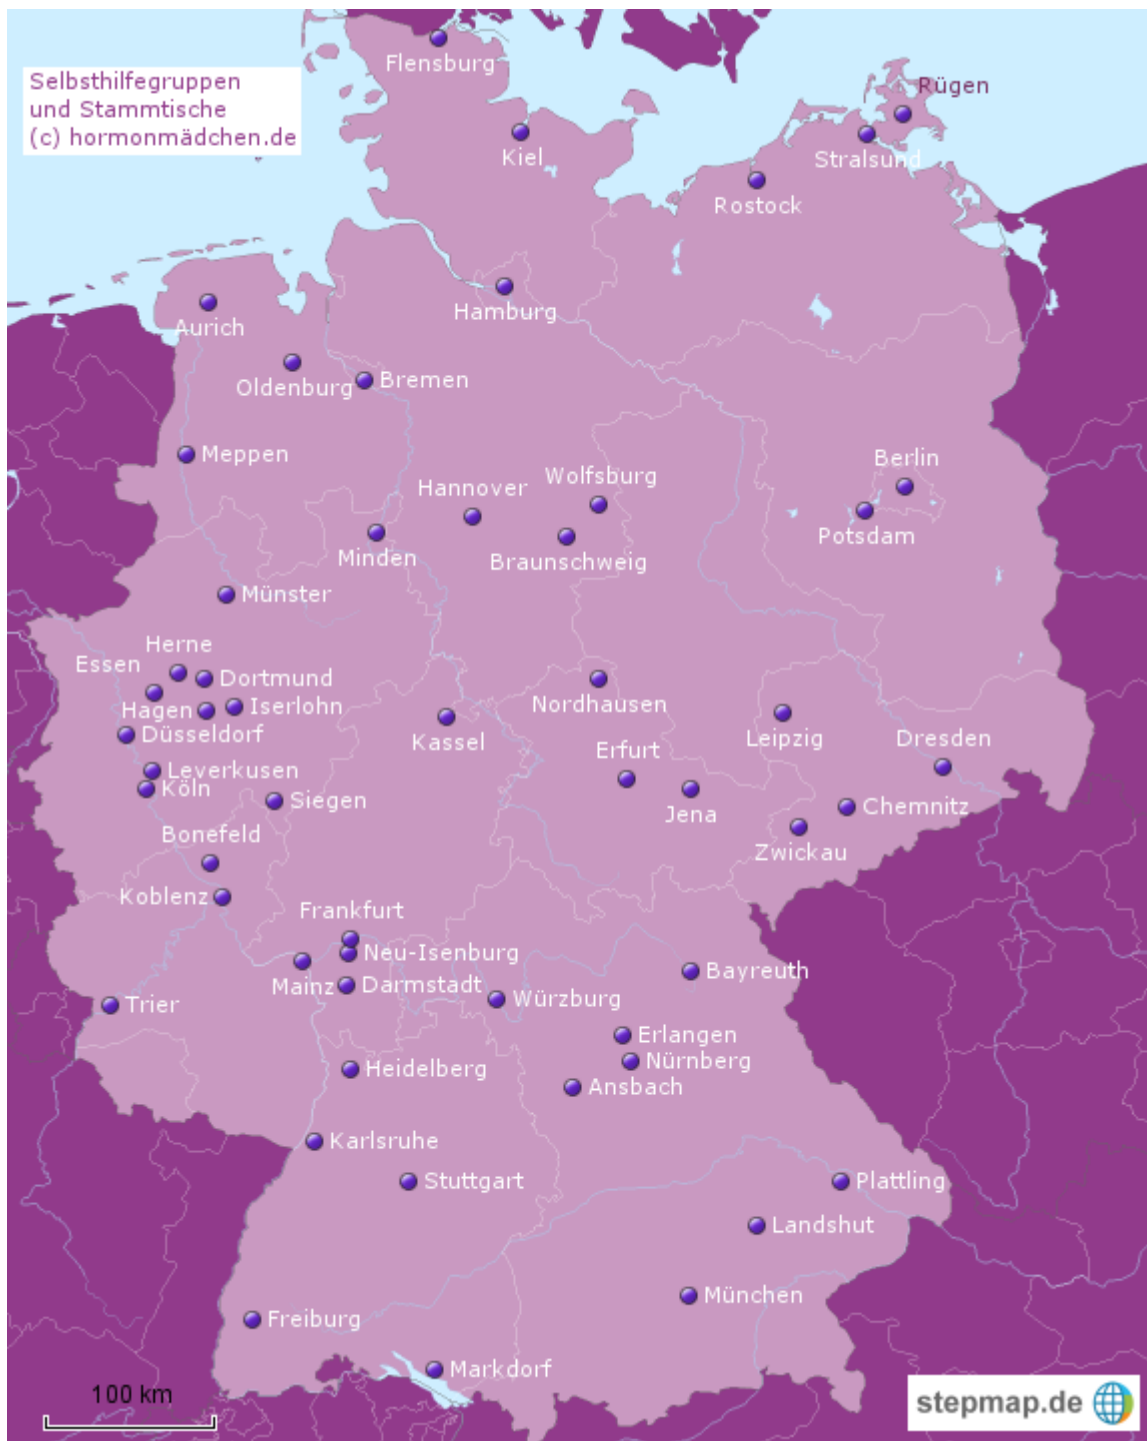 Flensburg
Selbsthilfegruppen
und Stammtische
(c) hormonmädchen.de
Rügen
Kiel
Stralsund
Rostock
Hamburg
Aurich
Oldenburg
Bremen
Meppen
Berlin
Wolfsburg
Hannover
Potsdam
Minden
Braunschweig
Münster
Herne
Essen
Dortmund
Hagen
Iserlohn
Nordhausen
Düsseldorf
Kassel
Leipzig
Dresden
Erfurt
Leverkusen
Köln
Siegen
Jena
Chemnitz
Bonefeld
Zwickau
Koblenz
Frankfurt
Neu-Isenburg
Bayreuth
Mainz
Darmstadt
Würzburg
Trier
Erlangen
Nürnberg
Heidelberg
Ansbach
Karlsruhe
Stuttgart
Plattling
Landshut
München
Freiburg
Markdorf
100 km
stepmap.de